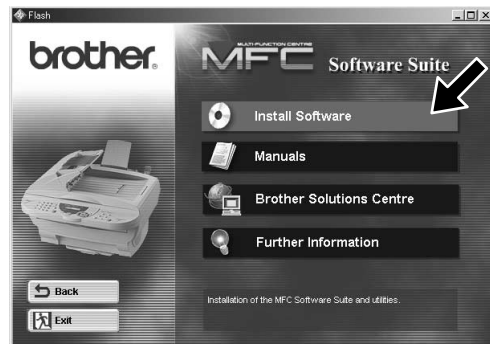 Flash
brother.
MULTI-FUNCTION CENTRE
MFC
Software Suite
Install Software
Manuals
Brother Solutions Centre
Further Information
Back
Exit
Installation of the MFC Software Suite and utilities.